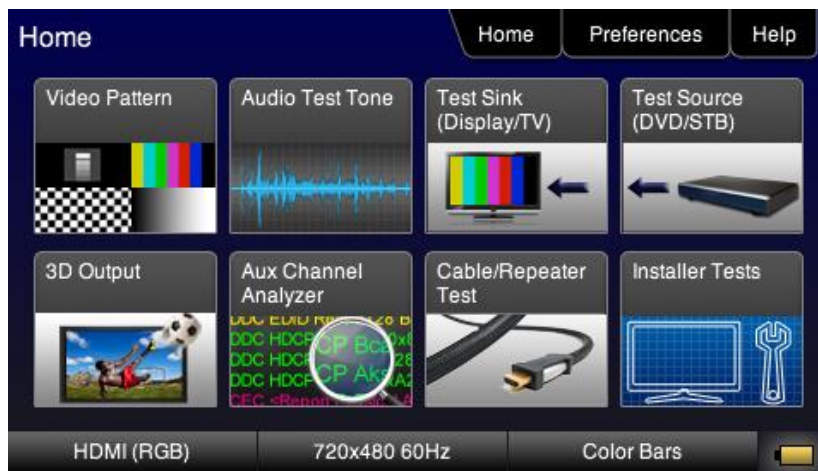 Home
Home
Preferences
Help
Video Pattern
Audio Test Tone
Test Sink
(Display/TV)
Test Source
(DVD/STB)
3D Output
Aux Channel
Analyzer
DDC EDID
DDC HDCP
DDC HDCP
CP Aks
DDC HDCP
Cable/Repeater
Test
Installer Tests
HDMI (RGB)
720x480 60Hz
Color Bars